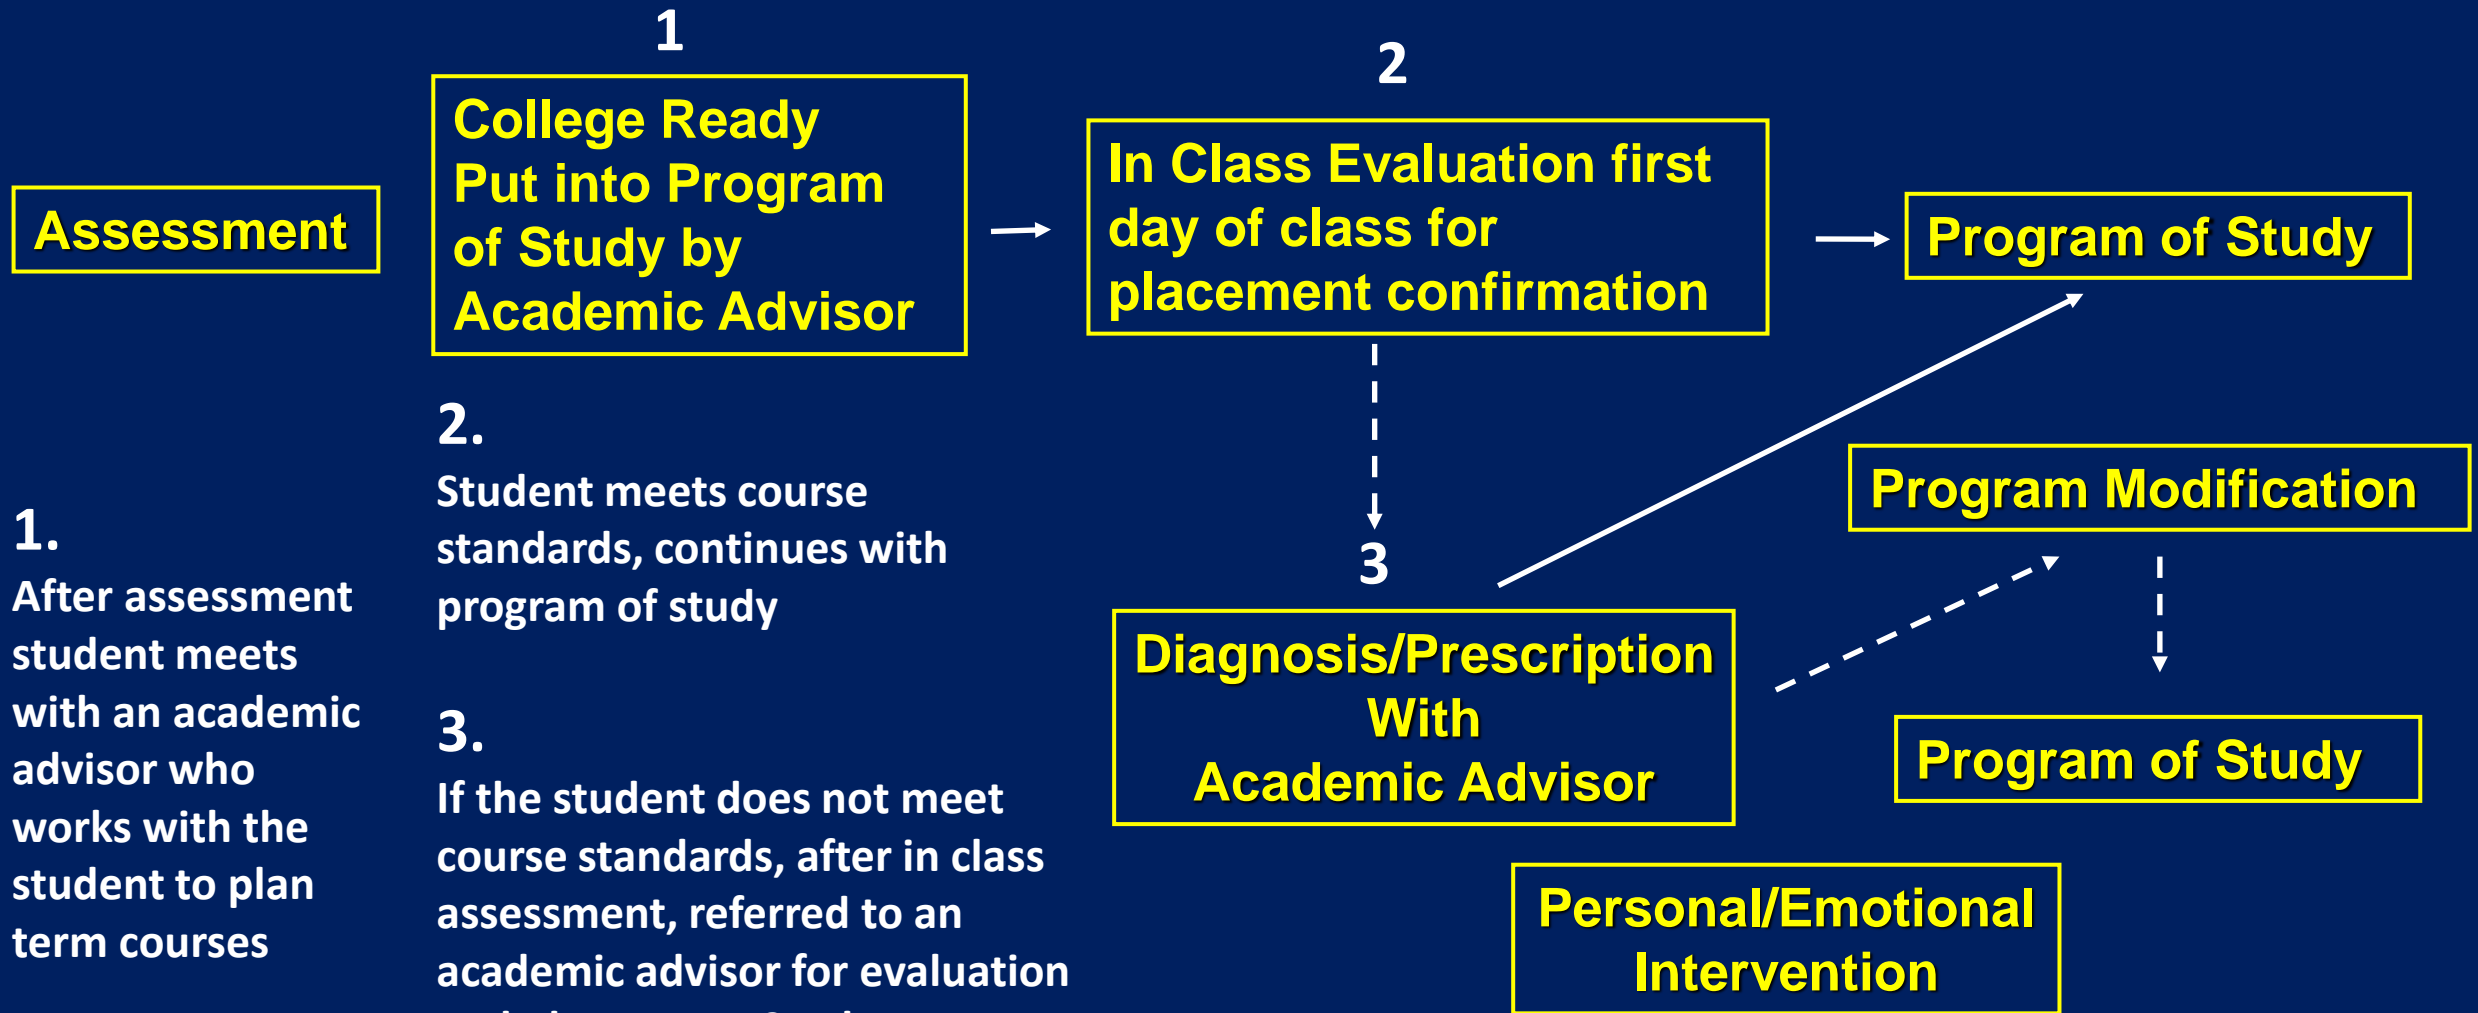 1
2
College Ready
Put into Program
of Study by
Academic Advisor
In Class Evaluation first
day of class for
placement confirmation
Assessment
Program of Study
2.
Student meets course
standards, continues with
program of study
1.
After assessment
student meets
with an academic
advisor who
works with the
student to plan
term courses
3
Program Modification
Diagnosis/Prescription
With
Academic Advisor
Program of Study
3.
If the student does not meet
course standards, after in class
assessment, referred to an
academic advisor for evaluation
Personal/Emotional
Intervention